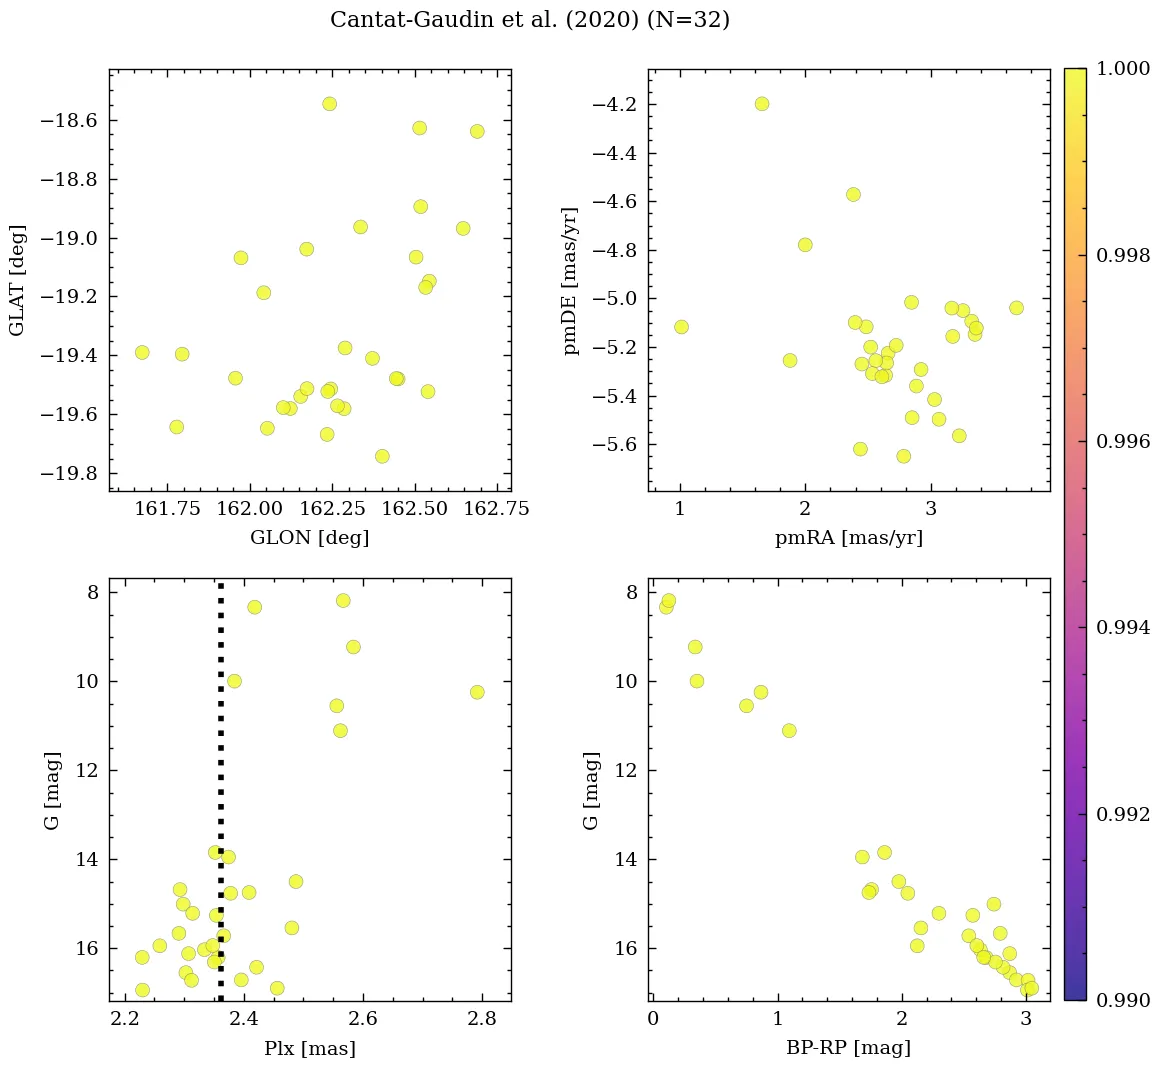 Cantat-Gaudin et al. (2020) (N=32)
−18.6
−18.8
−19.0
−19.2
−19.4
−19.6
−19.8
GLAT [deg]
161.75 162.00 162.25 162.50 162.75
GLON [deg]
−4.2
−4.4
−4.6
−4.8
−5.0
−5.2
−5.4
−5.6
pmDE [mas/yr]
1 2 3
pmRA [mas/yr]
8
10
12
14
16
G [mag]
2.2 2.4 2.6 2.8
Plx [mas]
8
10
12
14
16
G [mag]
0 1 2 3
BP-RP [mag]
1.000
0.998
0.996
0.994
0.992
0.990